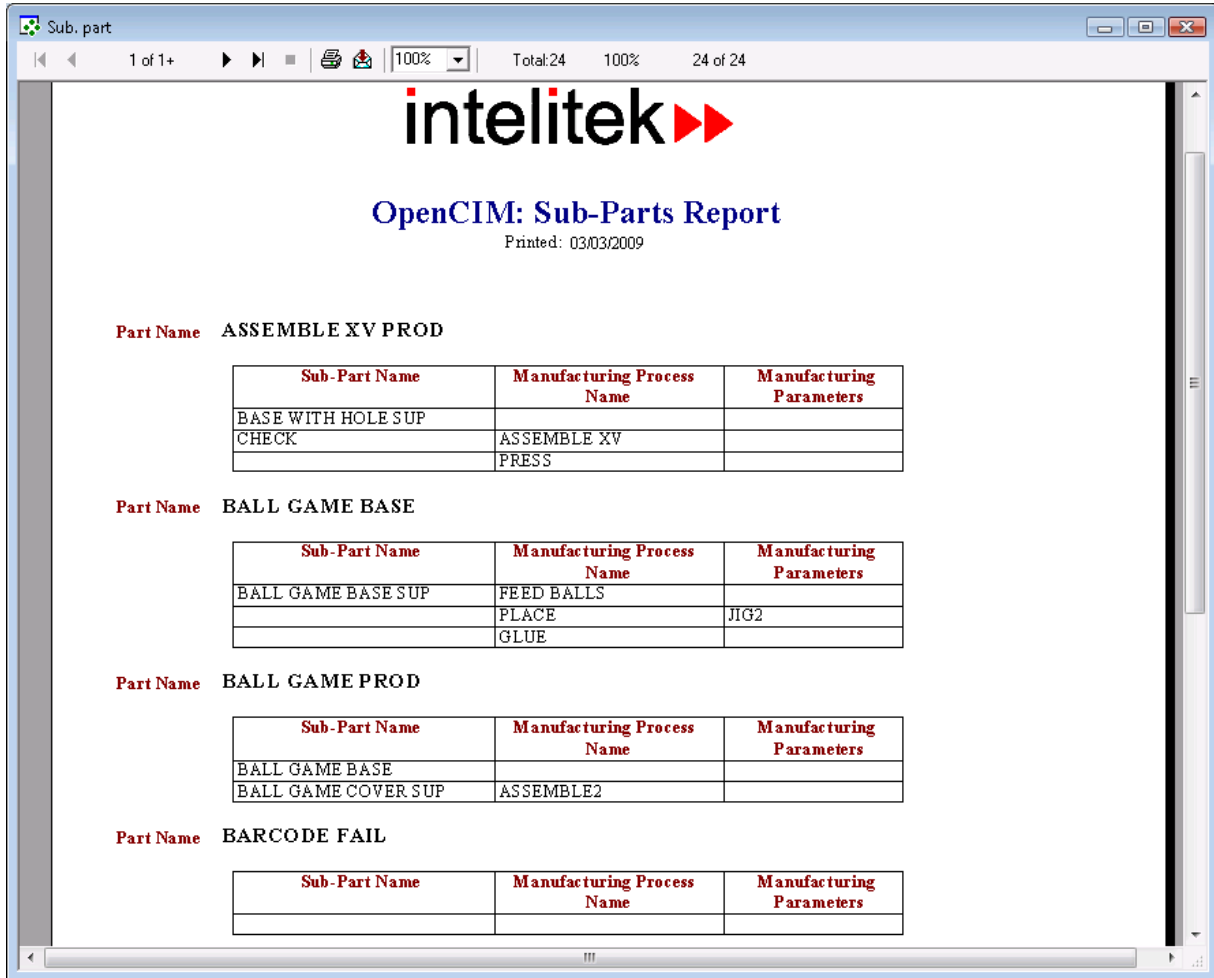 Sub. part
1 of 1+ 100% Total:24 100% 24 of 24
intelitek
OpenCIM: Sub-Parts Report
Printed: 03/03/2009
Part Name ASSEMBLE XV PROD
Sub-Part Name Manufacturing Process Name Manufacturing Parameters
BASE WITH HOLE SUP
CHECK ASSEMBLE XV
PRESS
Part Name BALL GAME BASE
Sub-Part Name Manufacturing Process Name Manufacturing Parameters
BALL GAME BASE SUP FEED BALLS
PLACE JIG2
GLUE
Part Name BALL GAME PROD
Sub-Part Name Manufacturing Process Name Manufacturing Parameters
BALL GAME BASE
BALL GAME COVER SUP ASSEMBLE2
Part Name BARCODE FAIL
Sub-Part Name Manufacturing Process Name Manufacturing Parameters